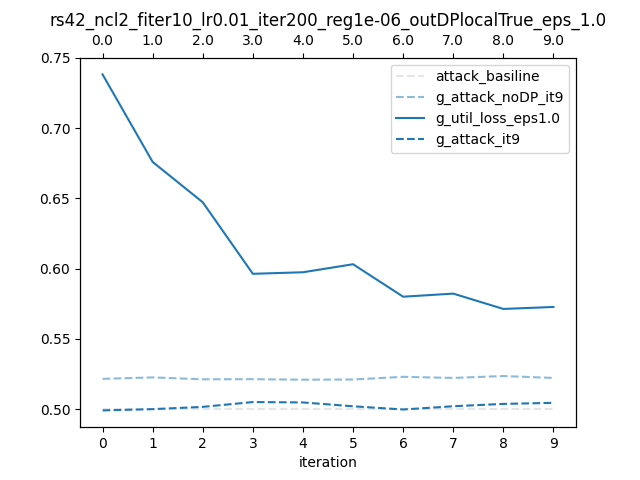 rs42_ncl2_fiter10_lr0.01_iter200_reg1e-06_outDPlocalTrue_eps_1.0
0.0 1.0 2.0 3.0 4.0 5.0 6.0 7.0 8.0 9.0
0.75
attack_basiline
g_attack_noDP_it9
g_util_loss_eps1.0
g_attack_it9
0.70
0.65
0.60
0.55
0.50
0 1 2 3 4 5 6 7 8 9
iteration